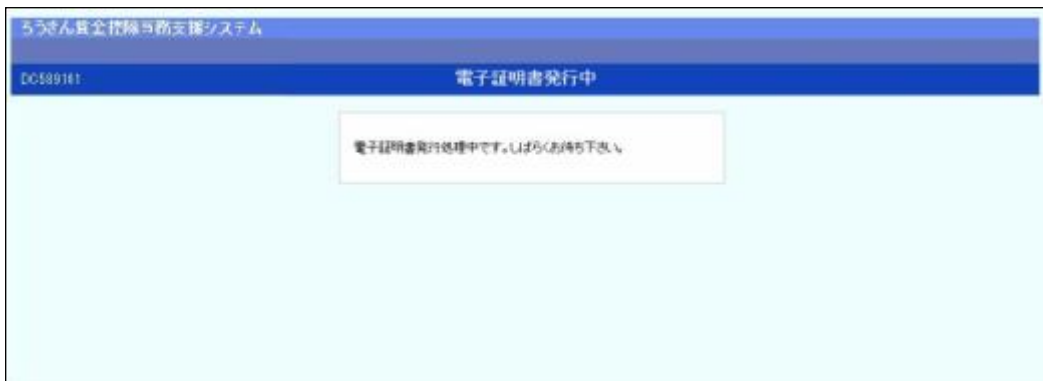 ろうきん賃金控除事務支援システム
DC589101
電子証明書発行中
電子証明書発行処理中です。しばらくお待ち下さい。